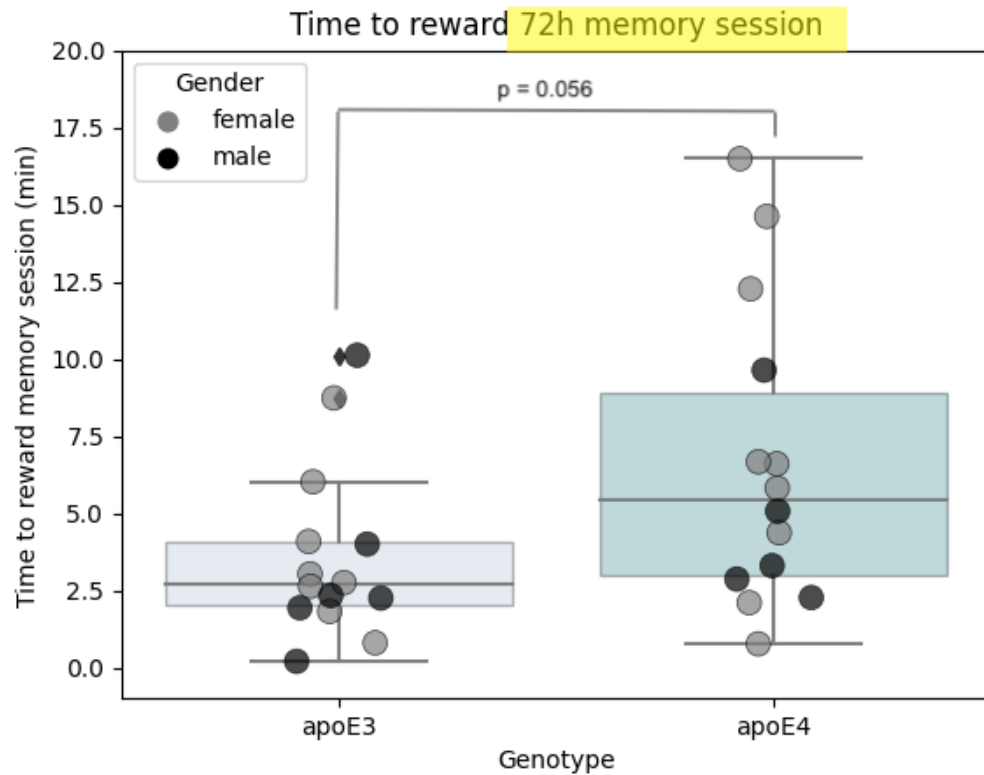 Time to reward 72h memory session
20.0
17.5
15.0
12.5
10.0
7.5
5.0
2.5
0.0
Time to reward memory session (min)
Gender
female
male
p = 0.056
apoE3
apoE4
Genotype